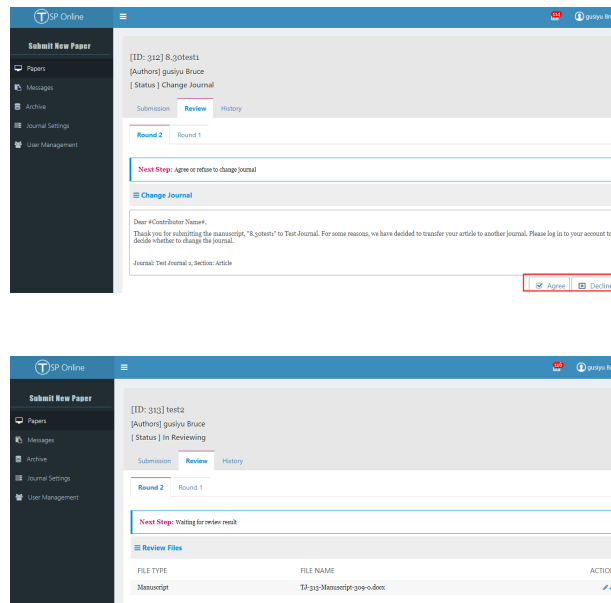 TSP Online
114
gusiyu Br
Submit New Paper
Papers
Messages
Archive
Journal Settings
User Management
[ID: 312] 8.30test1
[Authors] gusiyu Bruce
[ Status ] Change Journal
Submission Review History
Round 2 Round 1
Next Step: Agree or refuse to change journal
Change Journal
Dear #Contributor Name#,
Thank you for submitting the manuscript, "8.30test1" to Test Journal. For some reasons, we have decided to transfer your article to another journal. Please log in to your account to
decide whether to change the journal.
Journal: Test Journal 2, Section: Article
Agree Decline
TSP Online
gusiyu Br
Submit New Paper
Papers
Messages
Archive
Journal Settings
User Management
[ID: 313] test2
[Authors] gusiyu Bruce
[ Status ] In Reviewing
Submission Review History
Round 2 Round 1
Next Step: Waiting for review result
Review Files
FILE TYPE FILE NAME ACTION
Manuscript TJ-313-Manuscript-309-0.docx